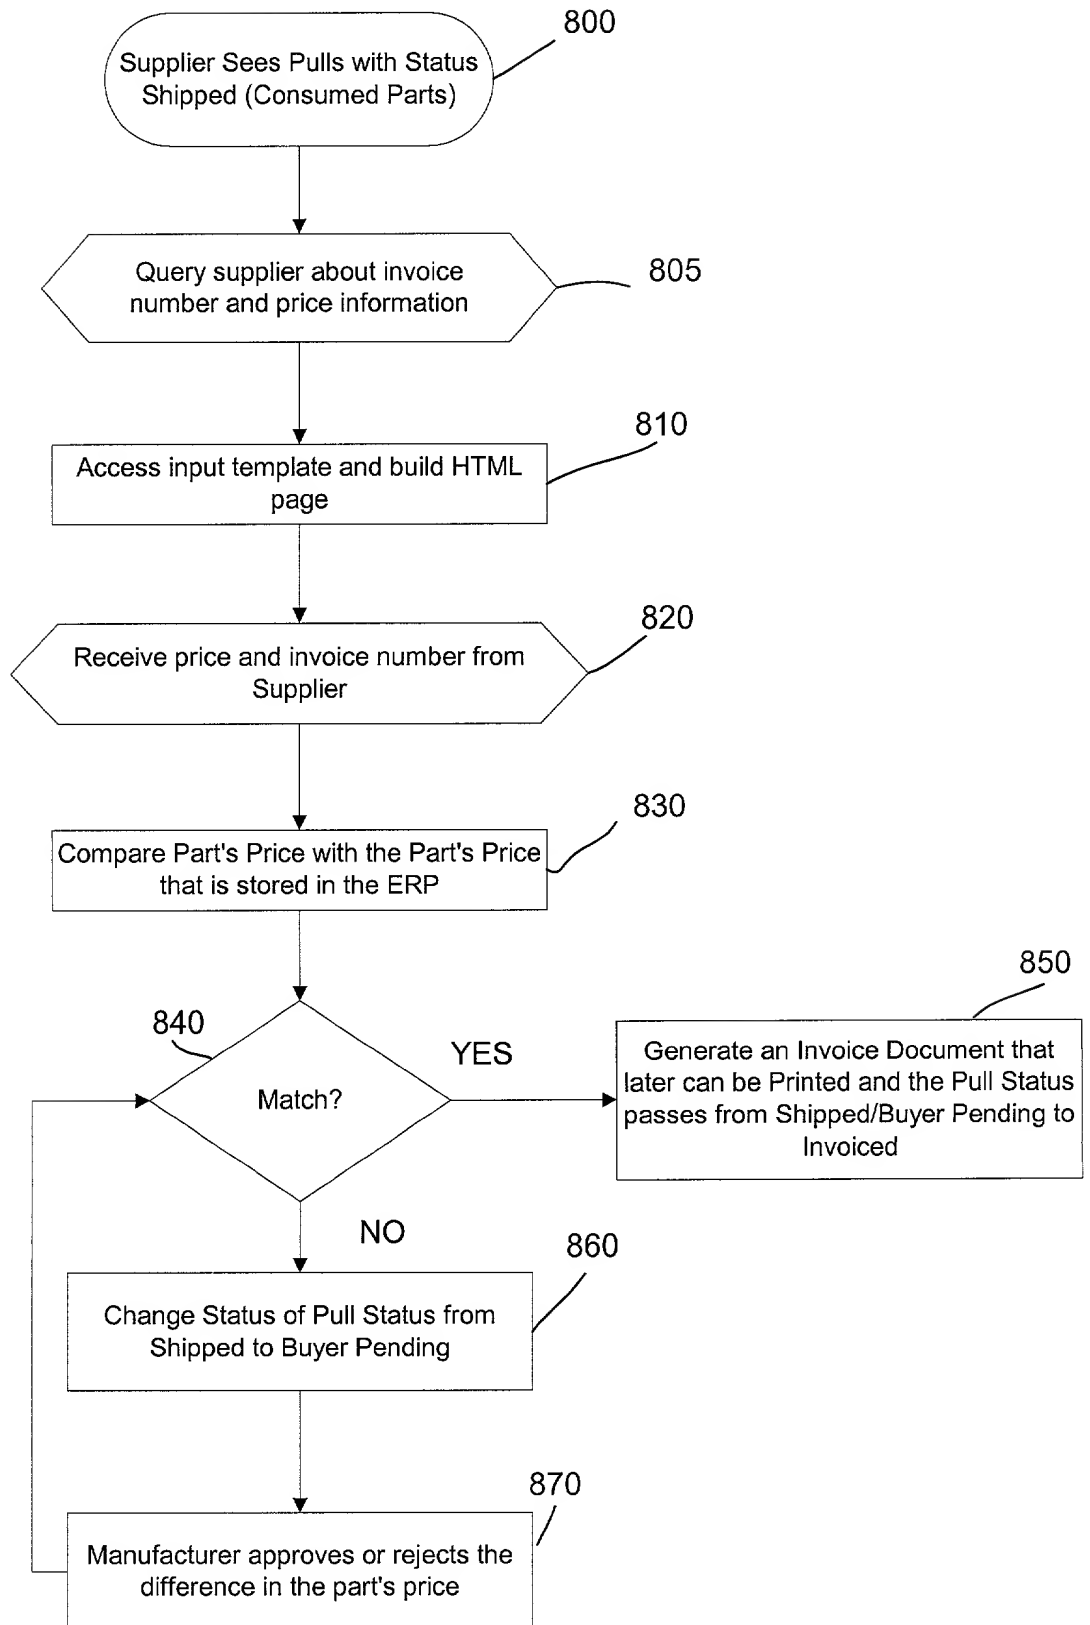 800
Supplier Sees Pulls with Status
Shipped (Consumed Parts)
805
Query supplier about invoice
number and price information
810
Access input template and build HTML
page
820
Receive price and invoice number from
Supplier
830
Compare Part's Price with the Part's Price
that is stored in the ERP
840
Match?
YES
850
Generate an Invoice Document that
later can be Printed and the Pull Status
passes from Shipped/Buyer Pending to
Invoiced
NO
860
Change Status of Pull Status from
Shipped to Buyer Pending
870
Manufacturer approves or rejects the
difference in the part's price